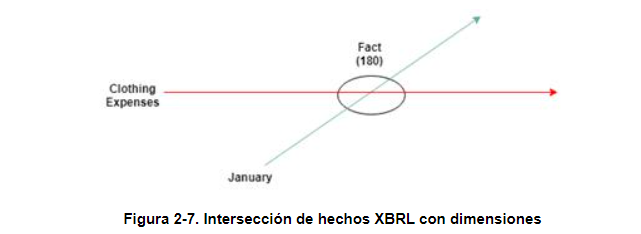 Fact
(180)
Clothing
Expenses
January
Figura 2-7. Intersección de hechos XBRL con dimensiones